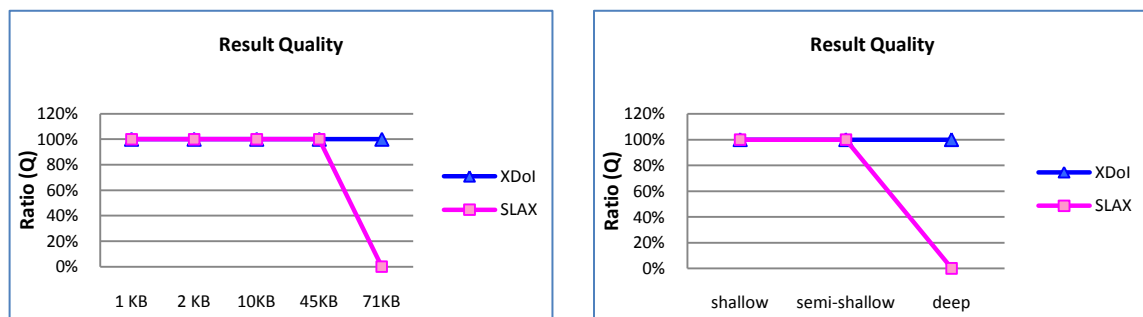 Result Quality
Ratio (Q)
120%
100%
80%
60%
40%
20%
0%
1 KB 2 KB 10KB 45KB 71KB
XDoI
SLAX
Result Quality
Ratio (Q)
120%
100%
80%
60%
40%
20%
0%
shallow semi-shallow deep
XDoI
SLAX